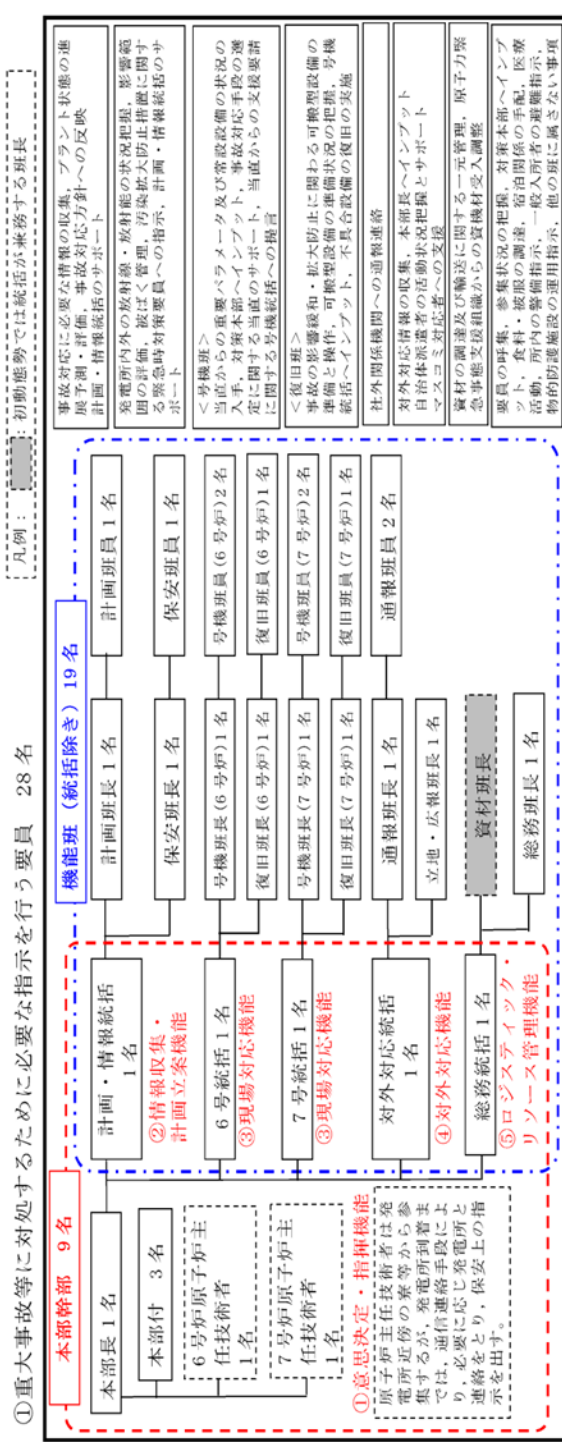 ①重大事故等に対処するために必要な指示を行う要員　28名
凡例：　：初動態勢では統括が兼務する班長
本部幹部　9名
機能班（統括除き）19名
本部長1名
本部付　3名
6号炉原子炉主
任技術者
1名
7号炉原子炉主
任技術者
1名
①意思決定・指揮機能
原子炉主任技術者は発
電所近傍の寮等から参
集するが，発電所到着ま
では，通信連絡手段によ
り，必要に応じ発電所と
連絡をとり，保安上の指
示を出す。
計画・情報統括
1名
②情報収集・
計画立案機能
6号統括1名
③現場対応機能
7号統括1名
③現場対応機能
対外対応統括
1名
④対外対応機能
総務統括1名
⑤ロジスティック・
リソース管理機能
計画班長1名
計画班員1名
保安班長1名
保安班員1名
号機班長(6号炉)1名
号機班員(6号炉)2名
復旧班長(6号炉)1名
復旧班員(6号炉)1名
号機班長(7号炉)1名
号機班員(7号炉)2名
復旧班長(7号炉)1名
復旧班員(7号炉)1名
通報班長1名
通報班員2名
立地・広報班長1名
資材班長
総務班長1名
事故対応に必要な情報の収集，プラント状態の進
展予測・評価，事故対応方針への反映
計画・情報統括のサポート
発電所内外の放射線・放射能の状況把握，影響範
囲の評価，被ばく管理，汚染拡大防止措置に関す
る緊急時対策要員への指示，計画・情報統括のサ
ポート
＜号機班＞
当直からの重要パラメータ及び常設設備の状況の
入手，対策本部へインプット，事故対応手段の選
定に関する当直のサポート，当直からの支援要請
に関する号機統括への提言
＜復旧班＞
事故の影響緩和・拡大防止に関わる可搬型設備の
準備と操作，可搬型設備の準備状況の把握，号機
統括へインプット，不具合設備の復旧の実施
社外関係機関への通報連絡
対外対応情報の収集，本部長へインプット
自治体派遣者の活動状況把握とサポート
マスコミ対応者への支援
資材の調達及び輸送に関する一元管理，原子力緊
急事態支援組織からの資機材受入調整
要員の呼集，参集状況の把握，対策本部へインプ
ット，食料・被服の調達，宿泊関係の手配，医療
活動，所内の警備指示，一般入所者の避難指示，
物的防護施設の運用指示，他の班に属さない事項